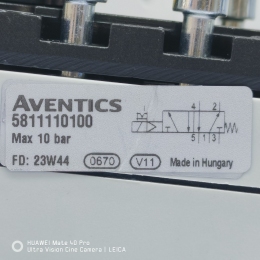 AVENTICS
5811110100
Max 10 bar
4 2
5 1 3
FD: 23W44 0670 V11 Made in Hungary
HUAWEI Mate 40 Pro
Ultra Vision Cine Camera | LEICA